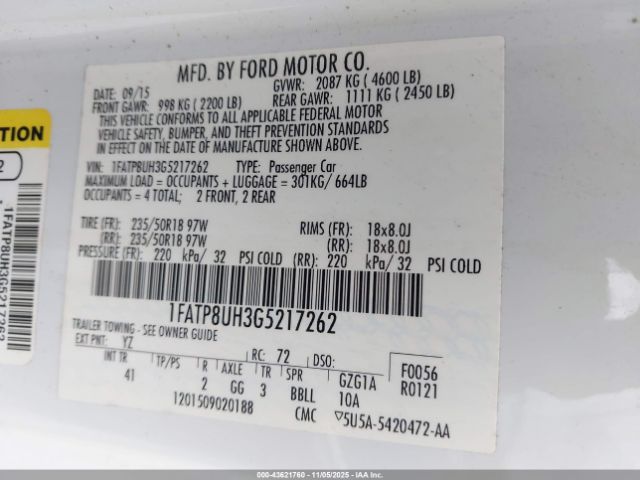 MFD. BY FORD MOTOR CO.
09/15
GVWR: 2087 KG ( 4600 LB)
FRONT GAWR: 998 KG ( 2200 LB)
REAR GAWR: 1111 KG ( 2450 LB)
THIS VEHICLE CONFORMS TO ALL APPLICABLE FEDERAL MOTOR
VEHICLE SAFETY, BUMPER, AND THEFT PREVENTION STANDARDS
IN EFFECT ON THE DATE OF MANUFACTURE SHOWN ABOVE.
VIN: 1FATP8UH3G5217262 TYPE: Passenger Car
MAXIMUM LOAD = OCCUPANTS + LUGGAGE = 301KG/ 664LB
OCCUPANTS = 4 TOTAL; 2 FRONT, 2 REAR
TIRE (FR): 235/50R18 97W RIMS (FR): 18x8.0J
(RR): 235/50R18 97W (RR): 18x8.0J
PRESSURE (FR): 220 kPa/ 32 PSI COLD (RR): 220 kPa/ 32 PSI COLD
1FATP8UH3G5217262
TRAILER TOWING - SEE OWNER GUIDE
EXT PNT: YZ RC: 72 DSO: F0056
INT TR TP/PS R AXLE TR SPR GZG1A R0121
41 2 GG 3 BBLL 10A
1201509020188 CMC ▽5U5A-5420472-AA
TION
2
1FATP8UH3G5217262
000-43621760 - 11/05/2025 - IAAI.COM